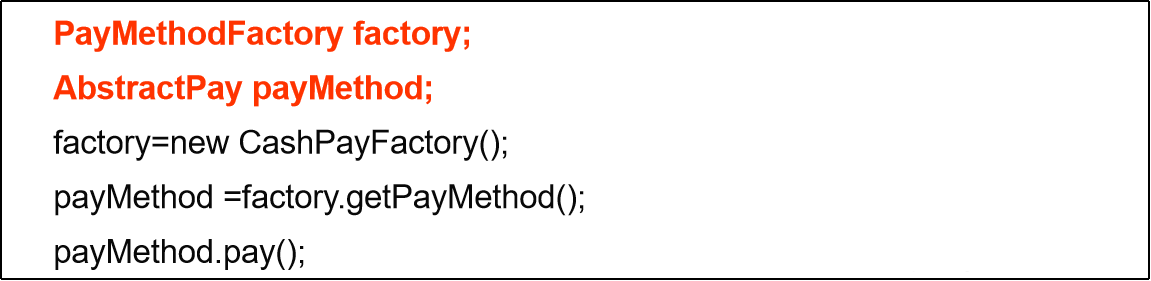 PayMethodFactory factory;
AbstractPay payMethod;
factory=new CashPayFactory();
payMethod =factory.getPayMethod();
payMethod.pay();